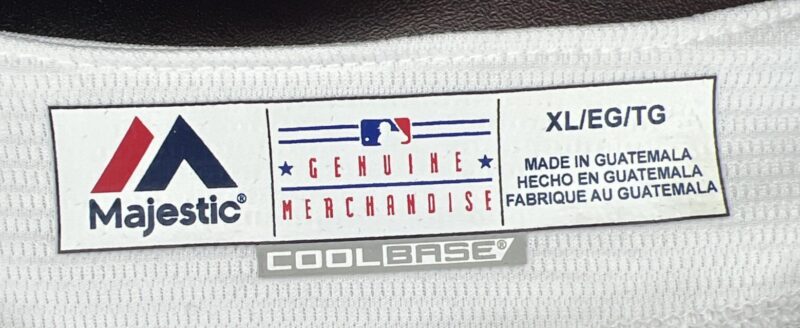 Majestic®
GENUINE
MERCHANDISE
XL/EG/TG
MADE IN GUATEMALA
HECHO EN GUATEMALA
FABRIQUE AU GUATEMALA
COOLBASE®